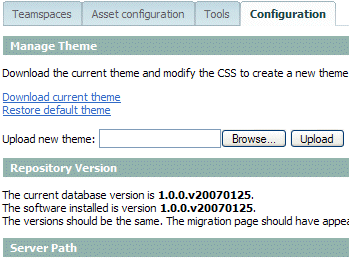 Teamspaces Asset configuration Tools Configuration
Manage Theme
Download the current theme and modify the CSS to create a new theme
Download current theme
Restore default theme
Upload new theme: Browse... Upload
Repository Version
The current database version is 1.0.0.v20070125.
The software installed is version 1.0.0.v20070125.
The versions should be the same. The migration page should have appea
Server Path